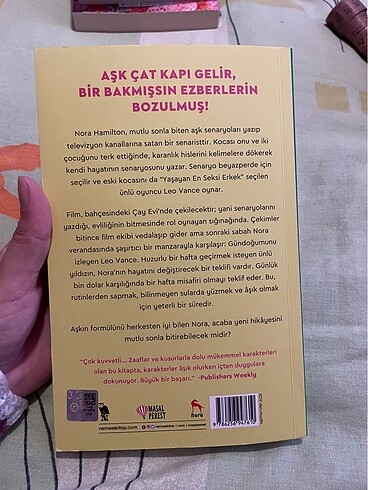 AŞK ÇAT KAPI GELİR,
BİR BAKMIŞSIN EZBERLERİN
BOZULMUŞ!
Nora Hamilton, mutlu sonla biten aşk senaryoları yazıp
televizyon kanallarına satan bir senaristtir. Kocası onu ve iki
çocuğunu terk ettiğinde, karanlık hislerini kelimelere dökerek
kendi hayatının senaryosunu yazar. Senaryo beyazperde için
seçilir ve eski kocasını da "Yaşayan En Seksi Erkek" seçilen
ünlü oyuncu Leo Vance oynar.
Film, bahçesindeki Çay Evi'nde çekilecektir; yani senaryolarını
yazdığı, evliliğinin bitmesinde rol oynayan sığınağında. Çekimler
bitince film ekibi vedalaşıp gider ama sonraki sabah Nora
verandasında şaşırtıcı bir manzarayla karşılaşır: Gündoğumunu
izleyen Leo Vance. Huzurlu bir hafta geçirmek isteyen ünlü
yıldızın, Nora'nın hayatını değiştirecek bir teklifi vardır. Günlük
bin dolar karşılığında bir hafta misafiri olmayı teklif eder. Bu,
rutinlerden sapmak, bilinmeyen sularda yüzmek ve âşık olmak
için yeterli bir süredir.
Aşkın formülünü herkesten iyi bilen Nora, acaba yeni hikâyesini
mutlu sonla bitirebilecek midir?
"Çok kuvvetli... Zaaflar ve kusurlarla dolu mükemmel karakterleri
olan bu kitapta, karakterler âşık olurken içten duygulara
dokunuyor. Büyük bir başarı." -Publishers Weekly
MASAL
PEREST
nora
nemesiskitap.com